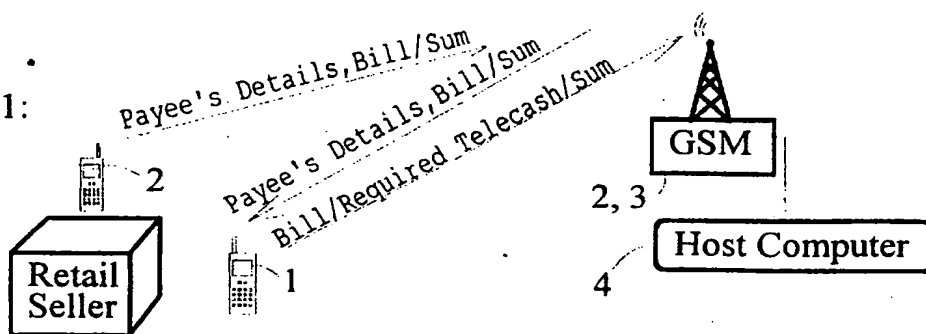 Payee's Details,Bill/Sum
Payee's Details,Bill/Sum
Bill/Required Telecash/Sum
1:
2
GSM
2, 3
Retail
Seller
1
Host Computer
4